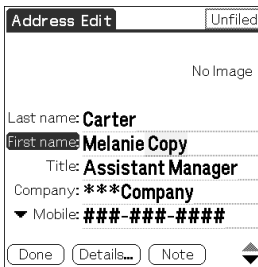 Address Edit Unfiled
No Image
Last name: Carter
First name: Melanie Copy
Title: Assistant Manager
Company: ***Company
Mobile: ###-###-####
Done Details... Note